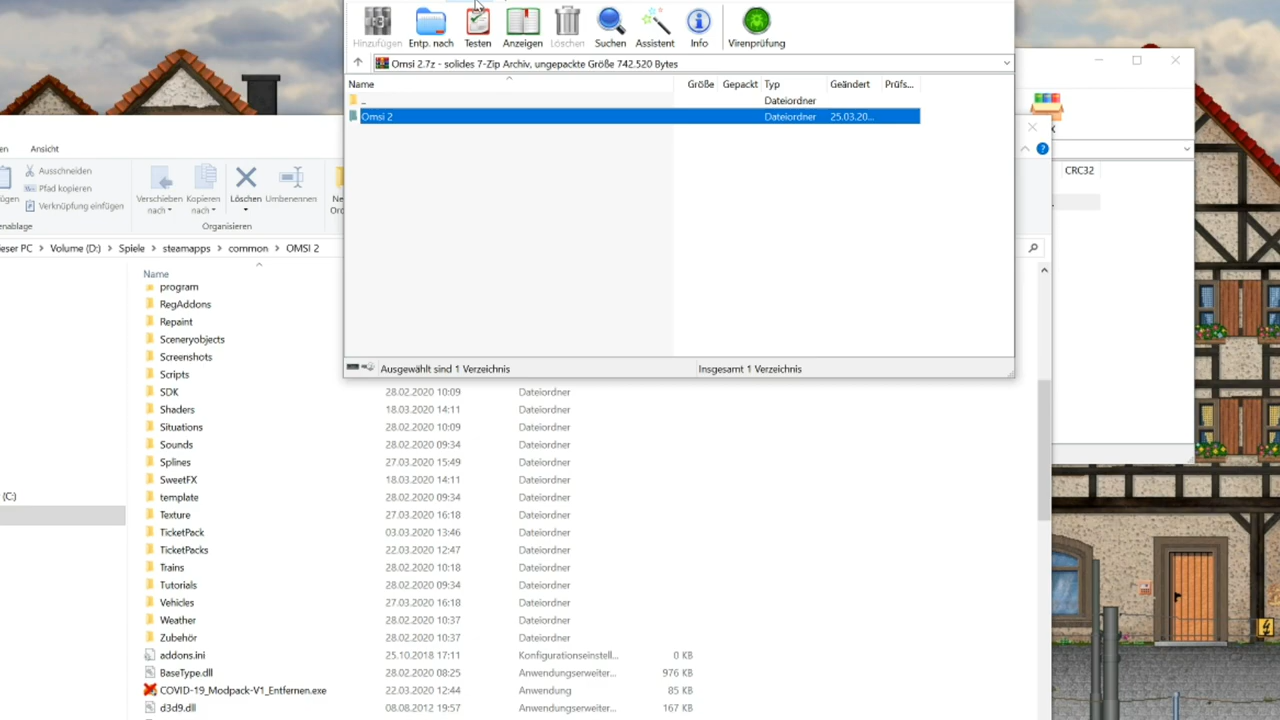 Hinzufügen Entp. nach Testen Anzeigen Löschen Suchen Assistent Info Virenprüfung
Omsi 2.7z - solides 7-Zip Archiv, ungepackte Größe 742.520 Bytes
Name Größe Gepackt Typ Geändert Prüfs...
.. Dateiordner
Omsi 2 Dateiordner 25.03.20...
Ausgewählt sind 1 Verzeichnis Insgesamt 1 Verzeichnis
CRC32
en Ansicht
Ausschneiden
Pfad kopieren
Verknüpfung einfügen
ügen
Verschieben nach Kopieren nach Löschen Umbenennen Ne
Or
enablage Organisieren
ieser PC > Volume (D:) > Spiele > steamapps > common > OMSI 2
Name
program
RegAddons
Repaint
Sceneryobjects
Screenshots
Scripts
SDK 28.02.2020 10:09 Dateiordner
Shaders 18.03.2020 14:11 Dateiordner
Situations 28.02.2020 10:09 Dateiordner
Sounds 28.02.2020 09:34 Dateiordner
Splines 27.03.2020 15:49 Dateiordner
SweetFX 18.03.2020 14:11 Dateiordner
(C:)
template 28.02.2020 09:34 Dateiordner
Texture 27.03.2020 16:18 Dateiordner
TicketPack 03.03.2020 13:46 Dateiordner
TicketPacks 22.03.2020 12:47 Dateiordner
Trains 28.02.2020 10:18 Dateiordner
Tutorials 28.02.2020 09:34 Dateiordner
Vehicles 27.03.2020 16:18 Dateiordner
Weather 28.02.2020 10:37 Dateiordner
Zubehör 28.02.2020 10:37 Dateiordner
addons.ini 25.10.2018 17:11 Konfigurationseinstell... 0 KB
BaseType.dll 28.02.2020 08:25 Anwendungserweiter... 976 KB
COVID-19_Modpack-V1_Entfernen.exe 22.03.2020 12:44 Anwendung 85 KB
d3d9.dll 08.08.2012 19:57 Anwendungserweiter... 167 KB